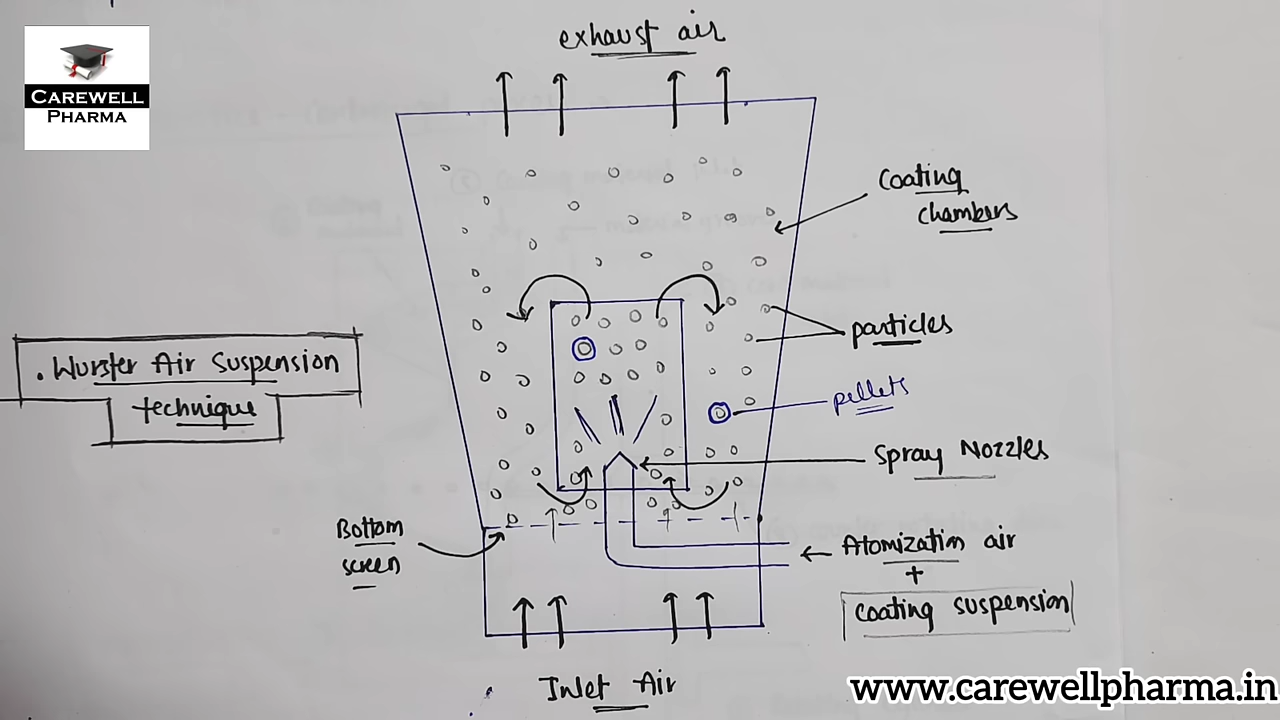 CAREWELL
PHARMA
exhaust air
Coating
chambers
particles
pellets
Spray Nozzles
. Wurster Air Suspension
technique
Bottom
screen
Atomization air
+
Coating suspension
Inlet Air
www.carewellpharma.in